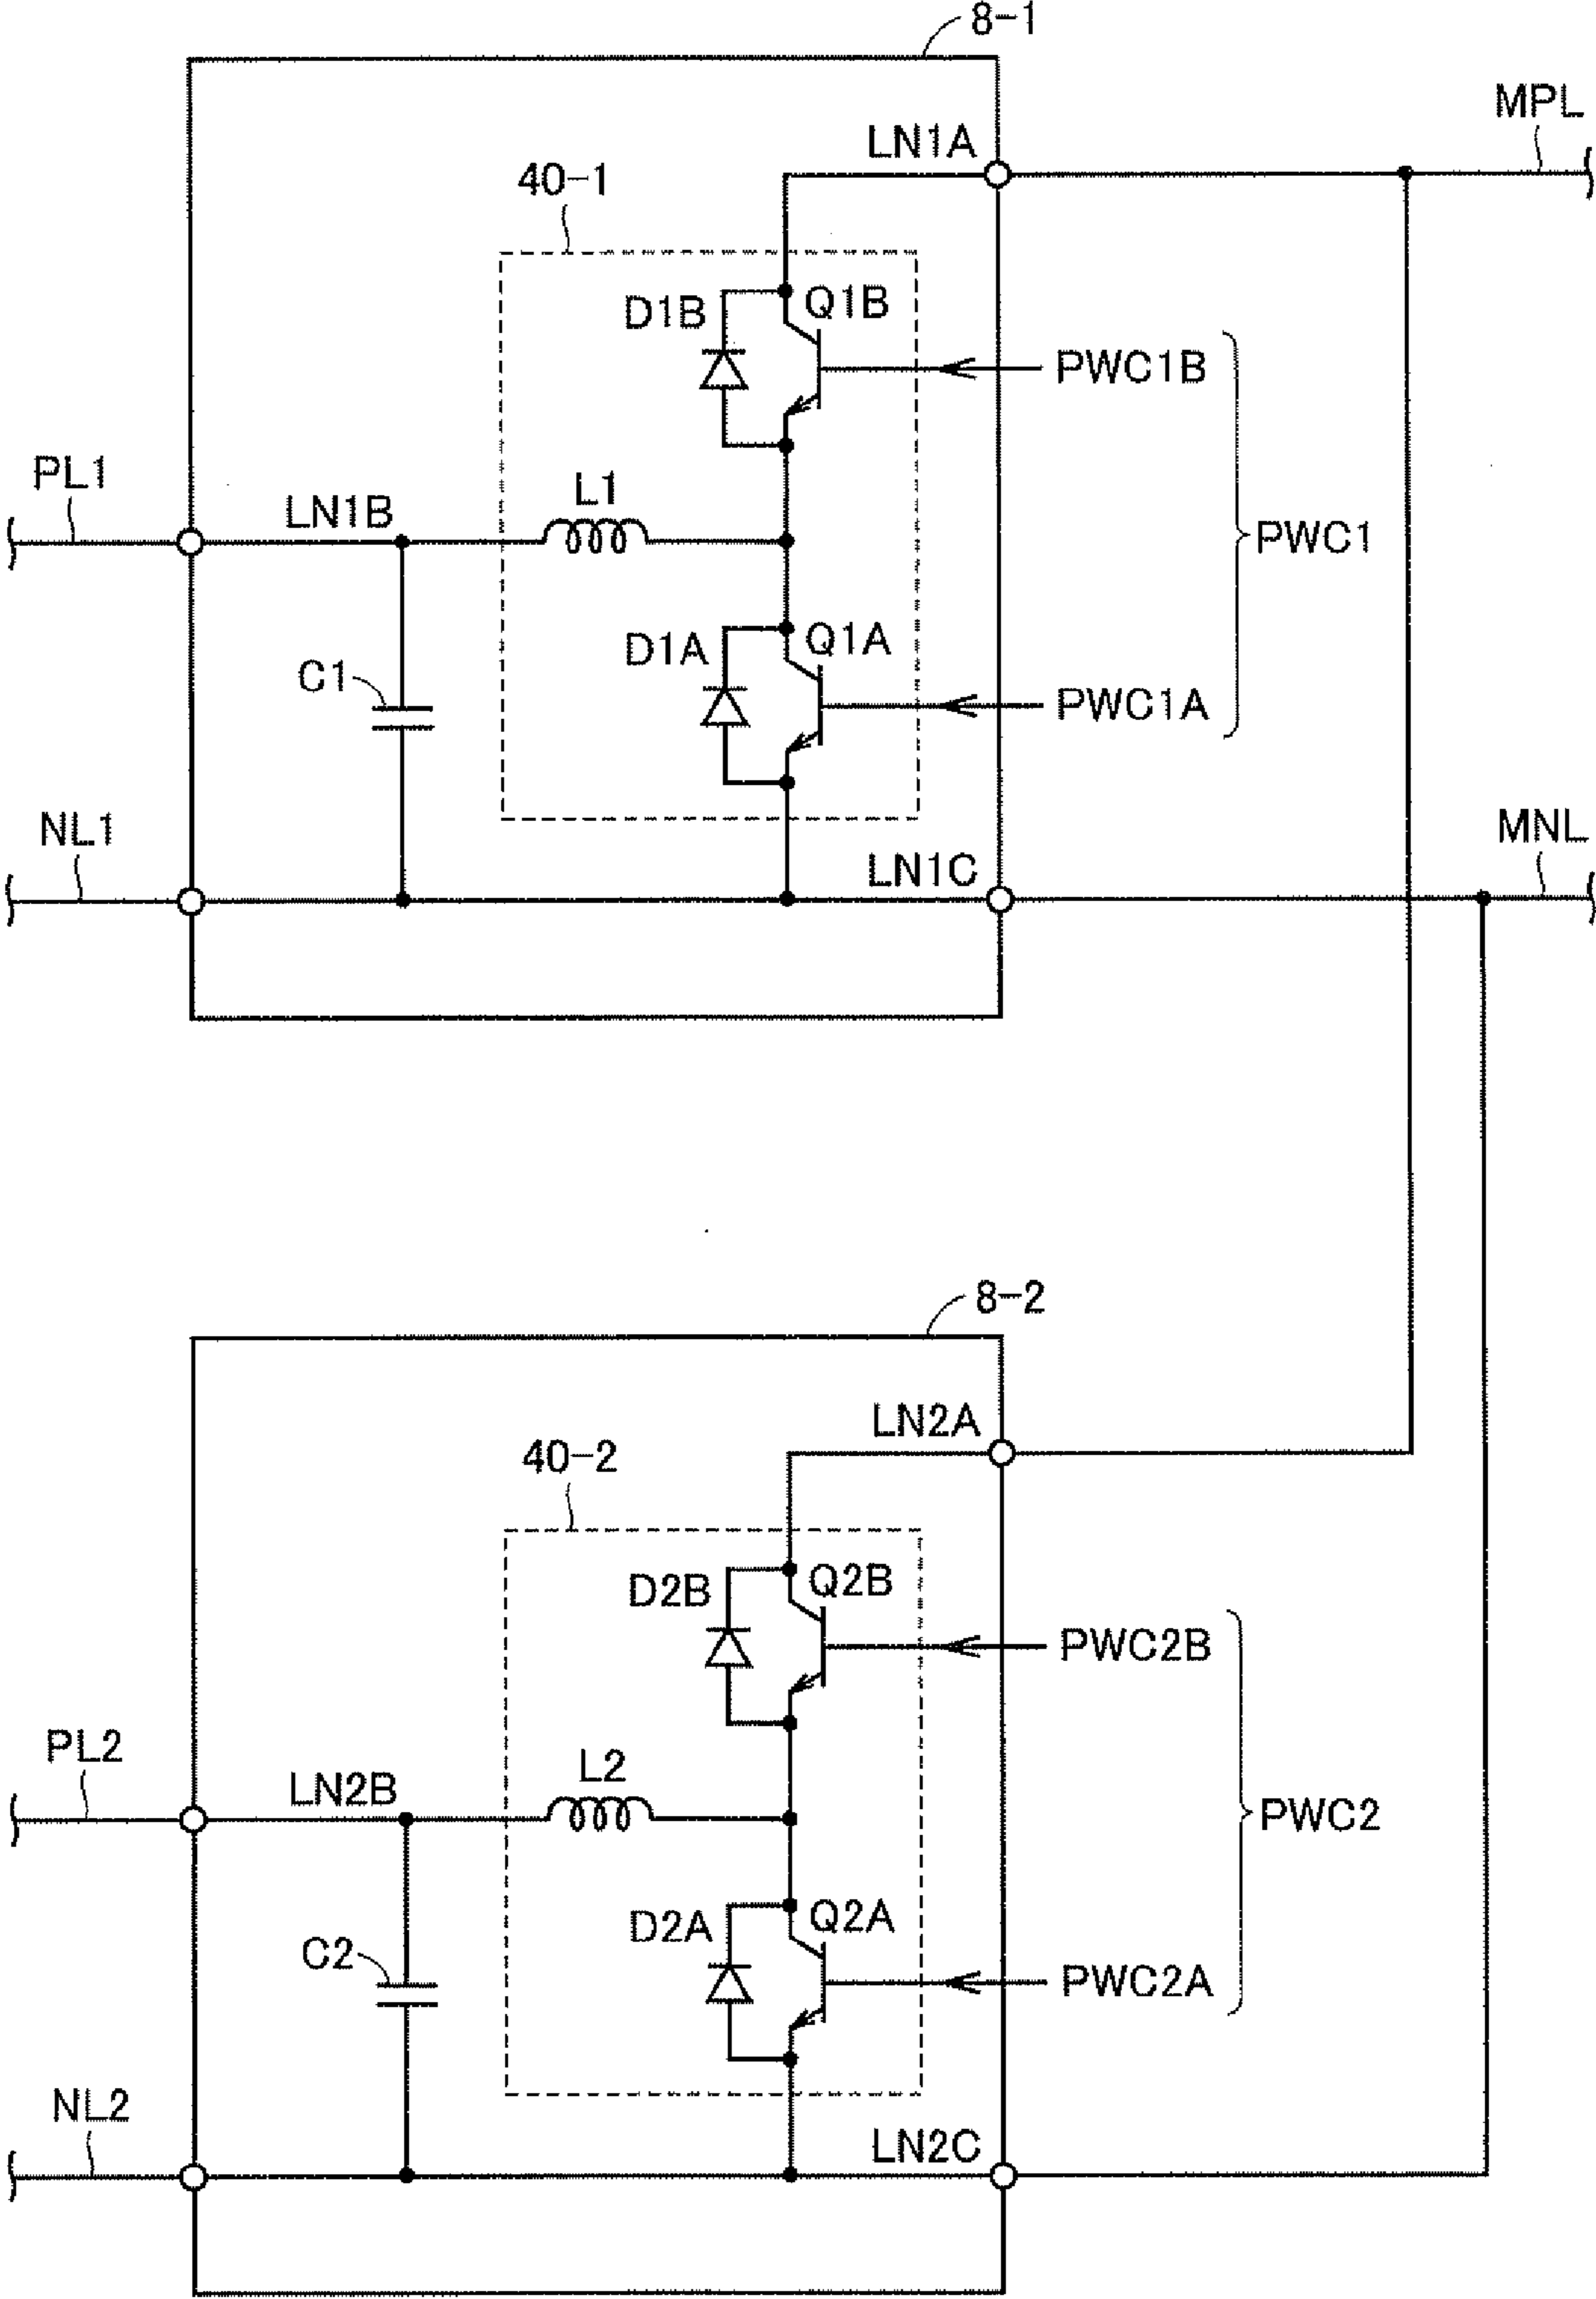 8-1
MPL
LN1A
40-1
D1B
Q1B
PWC1B
PL1
LN1B
L1
PWC1
D1A
Q1A
C1
PWC1A
NL1
LN1C
MNL
8-2
LN2A
40-2
D2B
Q2B
PWC2B
PL2
LN2B
L2
PWC2
D2A
Q2A
C2
PWC2A
NL2
LN2C